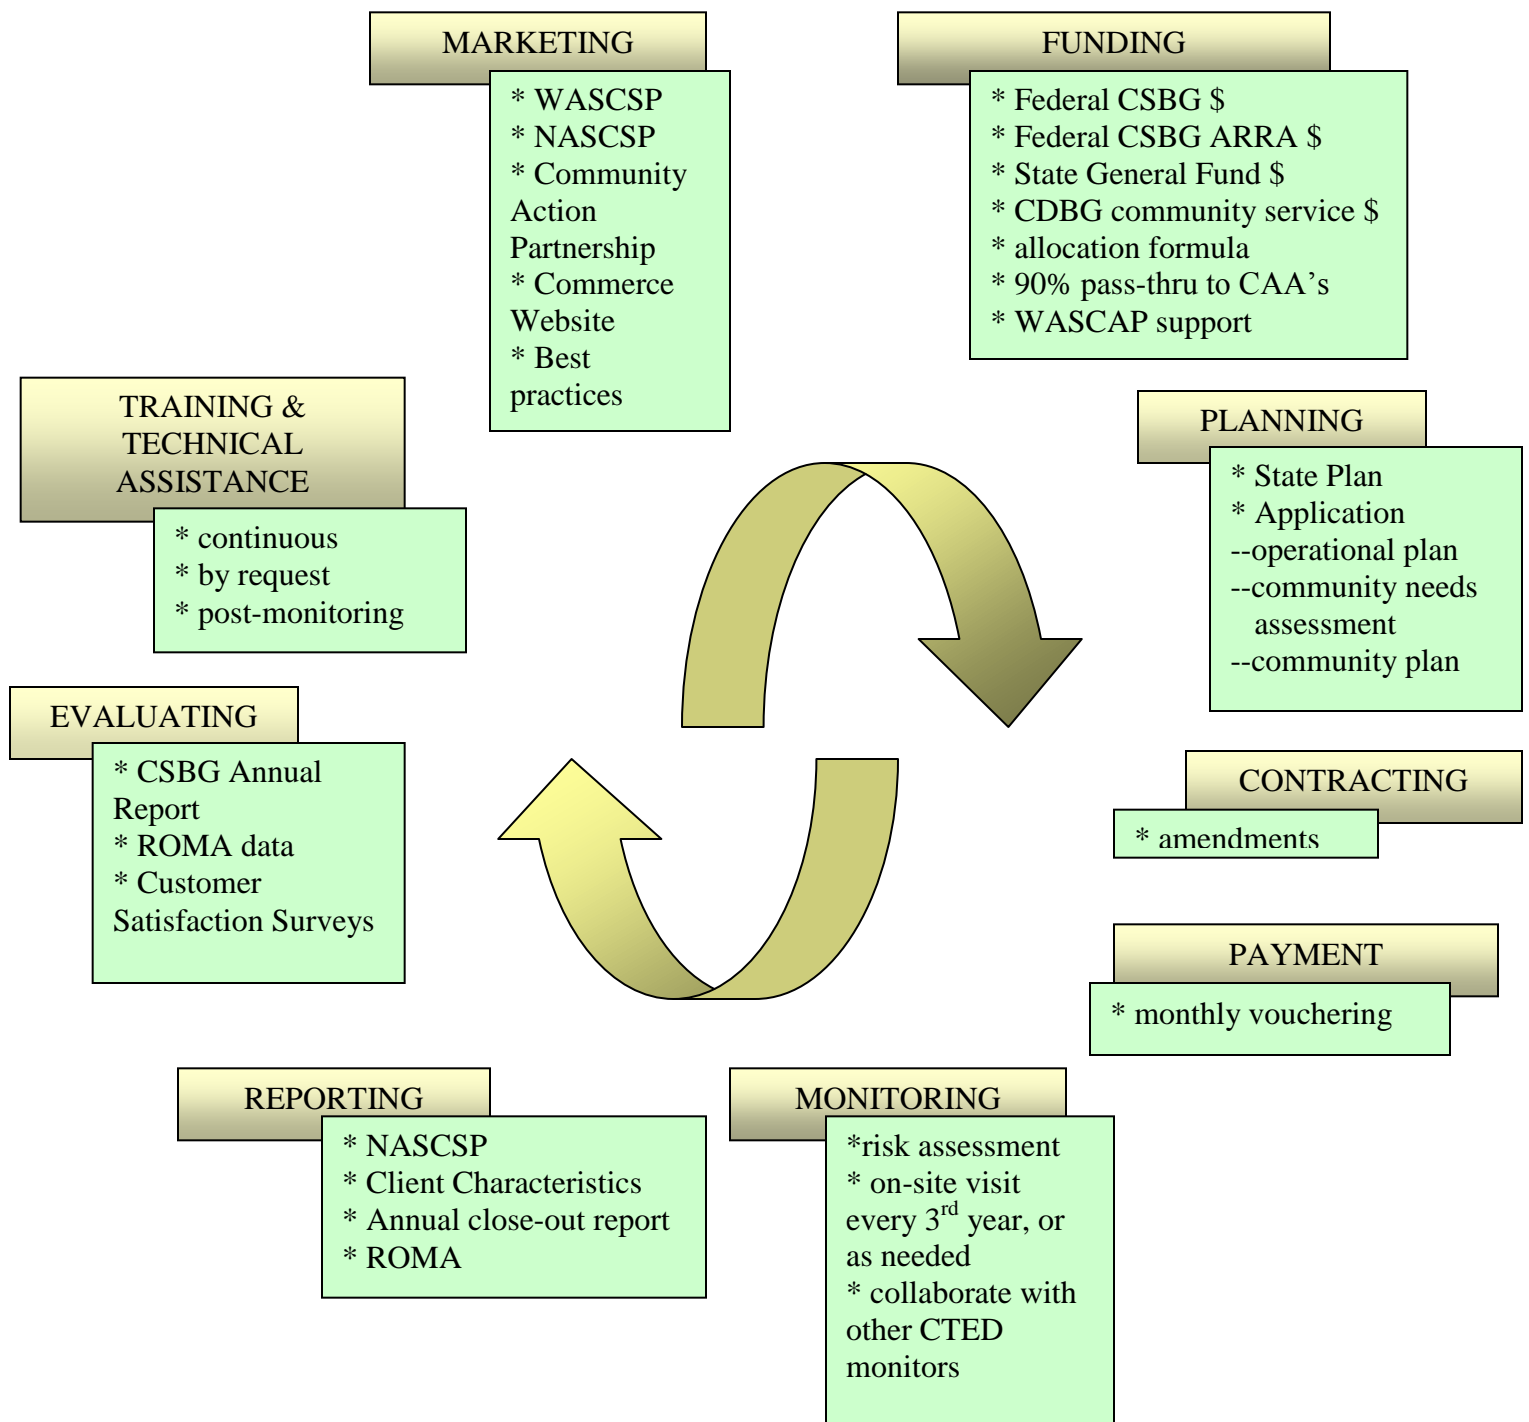 MARKETING
* WASCSP
* NASCSP
* Community
Action
Partnership
* Commerce
Website
* Best
practices
FUNDING
* Federal CSBG $
* Federal CSBG ARRA $
* State General Fund $
* CDBG community service $
* allocation formula
* 90% pass-thru to CAA’s
* WASCAP support
TRAINING &
TECHNICAL
ASSISTANCE
* continuous
* by request
* post-monitoring
PLANNING
* State Plan
* Application
--operational plan
--community needs
assessment
--community plan
EVALUATING
* CSBG Annual
Report
* ROMA data
* Customer
Satisfaction Surveys
CONTRACTING
* amendments
PAYMENT
* monthly vouchering
REPORTING
* NASCSP
* Client Characteristics
* Annual close-out report
* ROMA
MONITORING
*risk assessment
* on-site visit
every 3rd year, or
as needed
* collaborate with
other CTED
monitors